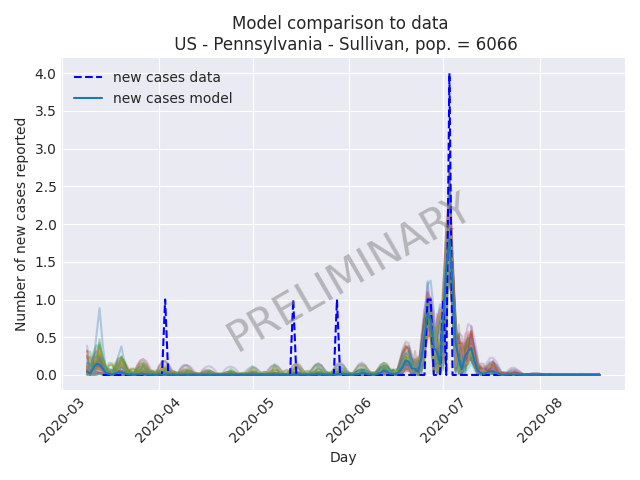 Model comparison to data
US - Pennsylvania - Sullivan, pop. = 6066
new cases data
new cases model
PRELIMINARY
Number of new cases reported
4.0
3.5
3.0
2.5
2.0
1.5
1.0
0.5
0.0
2020-03
2020-04
2020-05
2020-06
2020-07
2020-08
Day